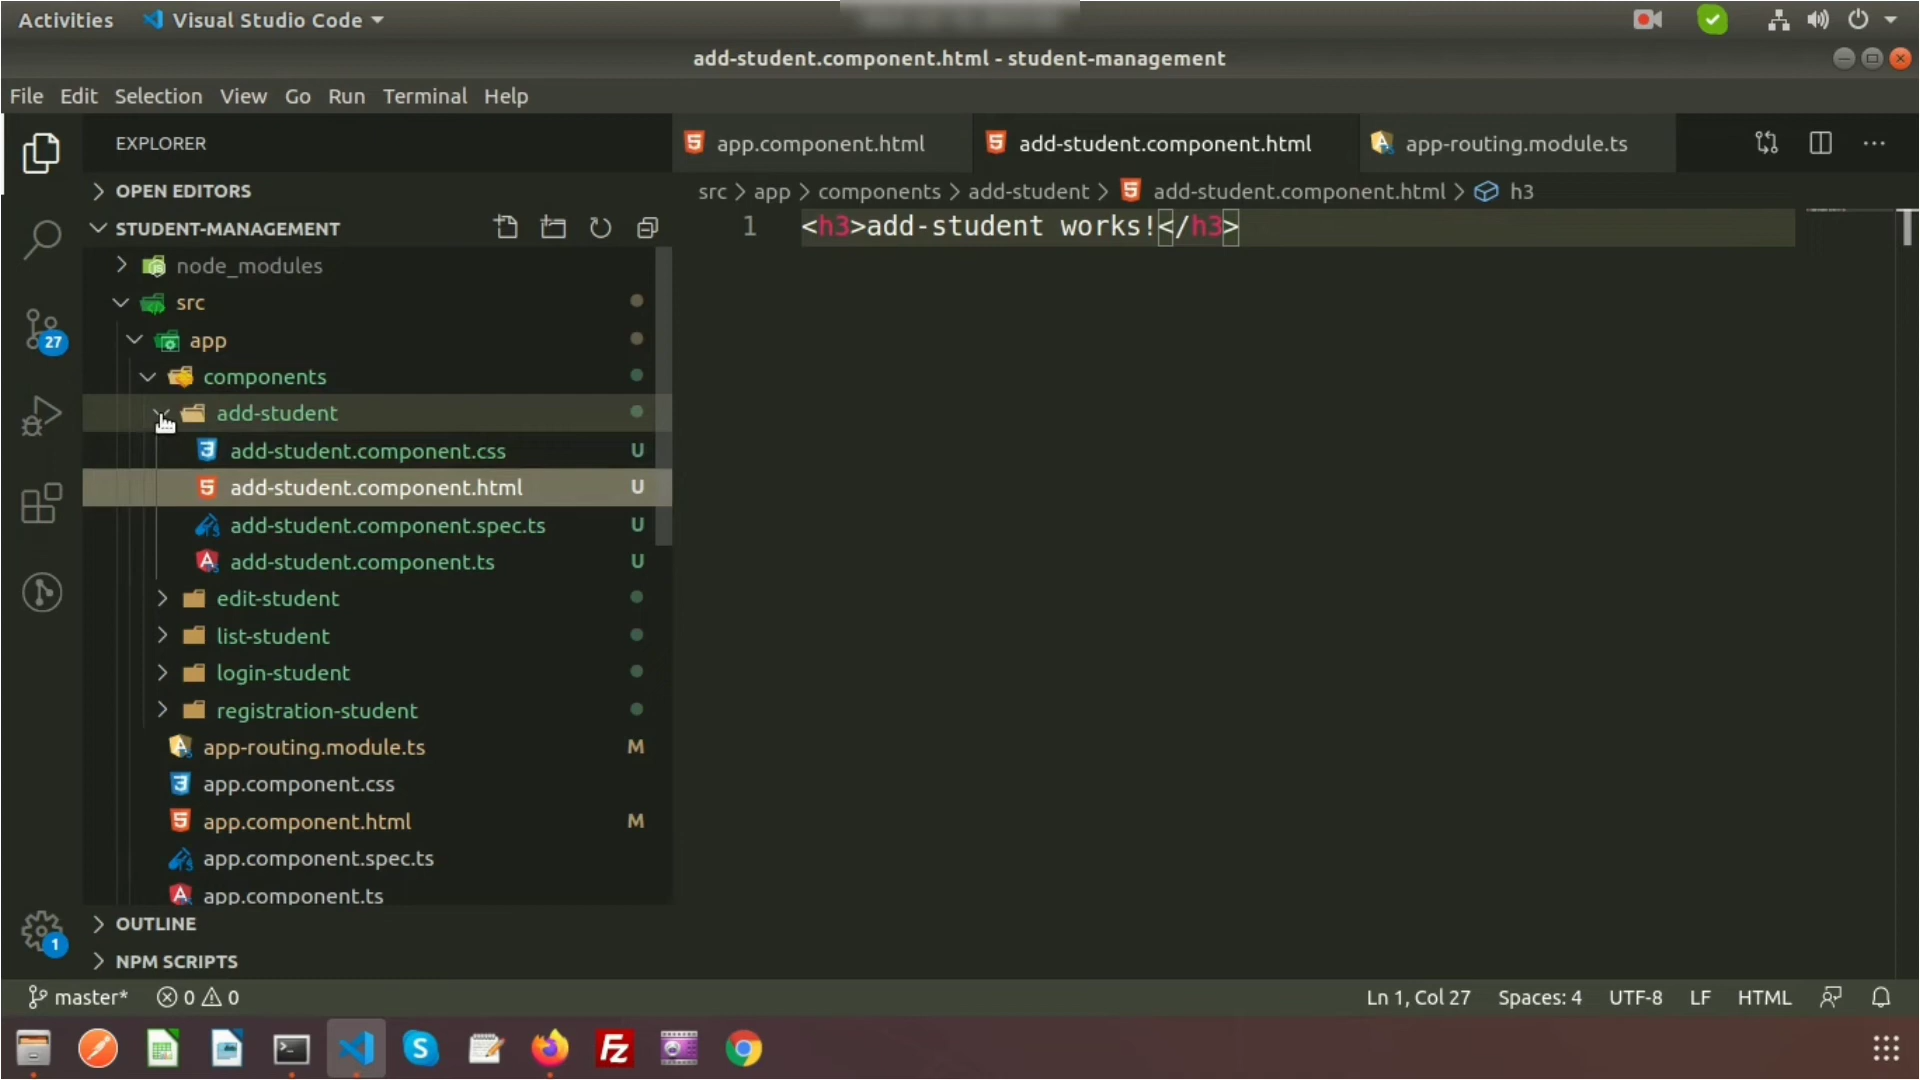 Activities Visual Studio Code
add-student.component.html - student-management
File Edit Selection View Go Run Terminal Help
EXPLORER
app.component.html add-student.component.html app-routing.module.ts
OPEN EDITORS
src > app > components > add-student > add-student.component.html > h3
STUDENT-MANAGEMENT
1 <h3>add-student works!</h3>
node_modules
src
27
app
components
add-student
add-student.component.css U
add-student.component.html U
add-student.component.spec.ts U
add-student.component.ts U
edit-student
list-student
login-student
registration-student
app-routing.module.ts M
app.component.css
app.component.html M
app.component.spec.ts
app.component.ts
OUTLINE
1
NPM SCRIPTS
master* 0 0 Ln 1, Col 27 Spaces: 4 UTF-8 LF HTML